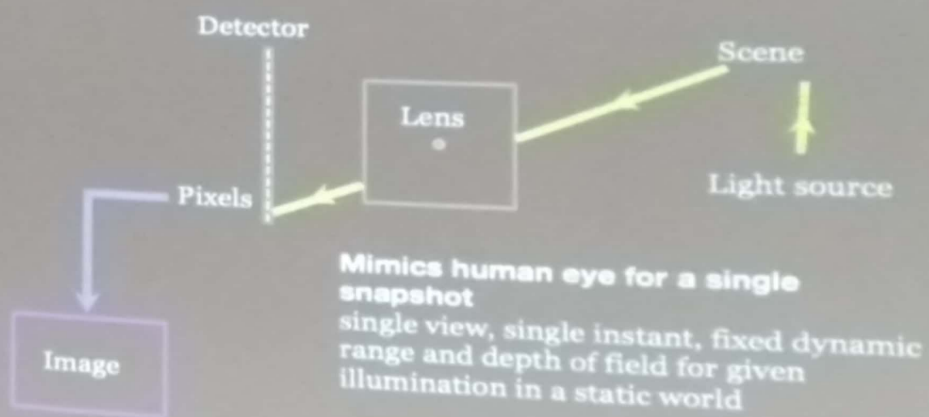 Detector
Scene
Lens
Pixels
Light source
Mimics human eye for a single
snapshot
single view, single instant, fixed dynamic
range and depth of field for given
illumination in a static world
Image